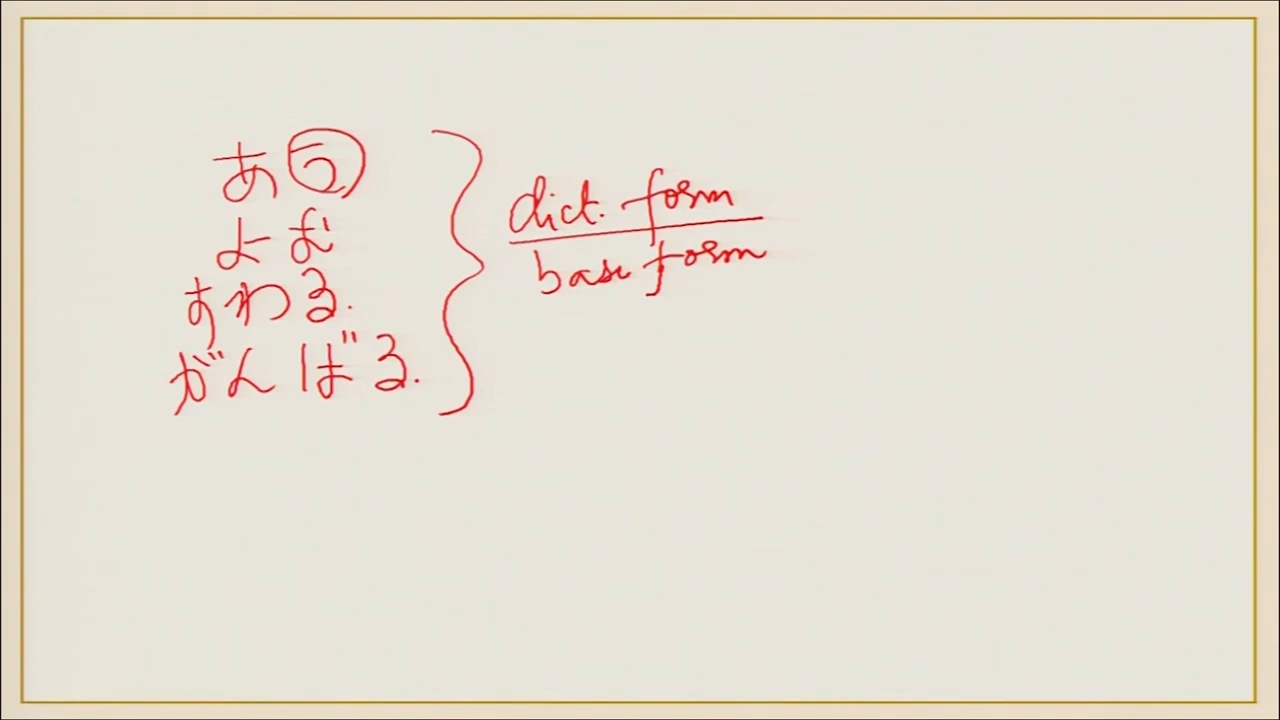 あう
よむ
すわる.
がんばる.
dict. form
base form